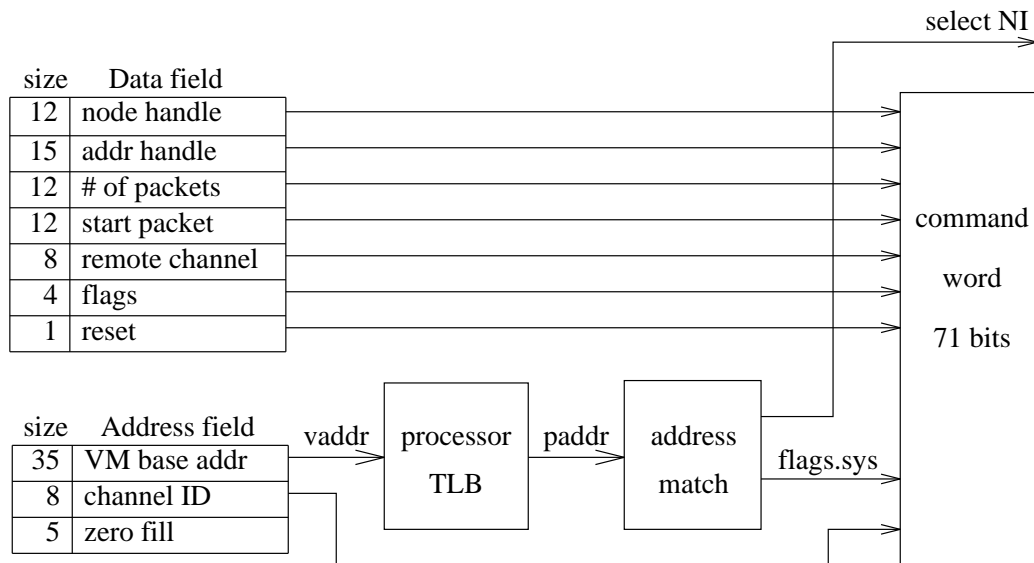 select NI
size Data field
12 node handle
15 addr handle
12 # of packets
12 start packet
8 remote channel
4 flags
1 reset
command
word
71 bits
size Address field
35 VM base addr
8 channel ID
5 zero fill
vaddr
processor
TLB
paddr
address
match
flags.sys